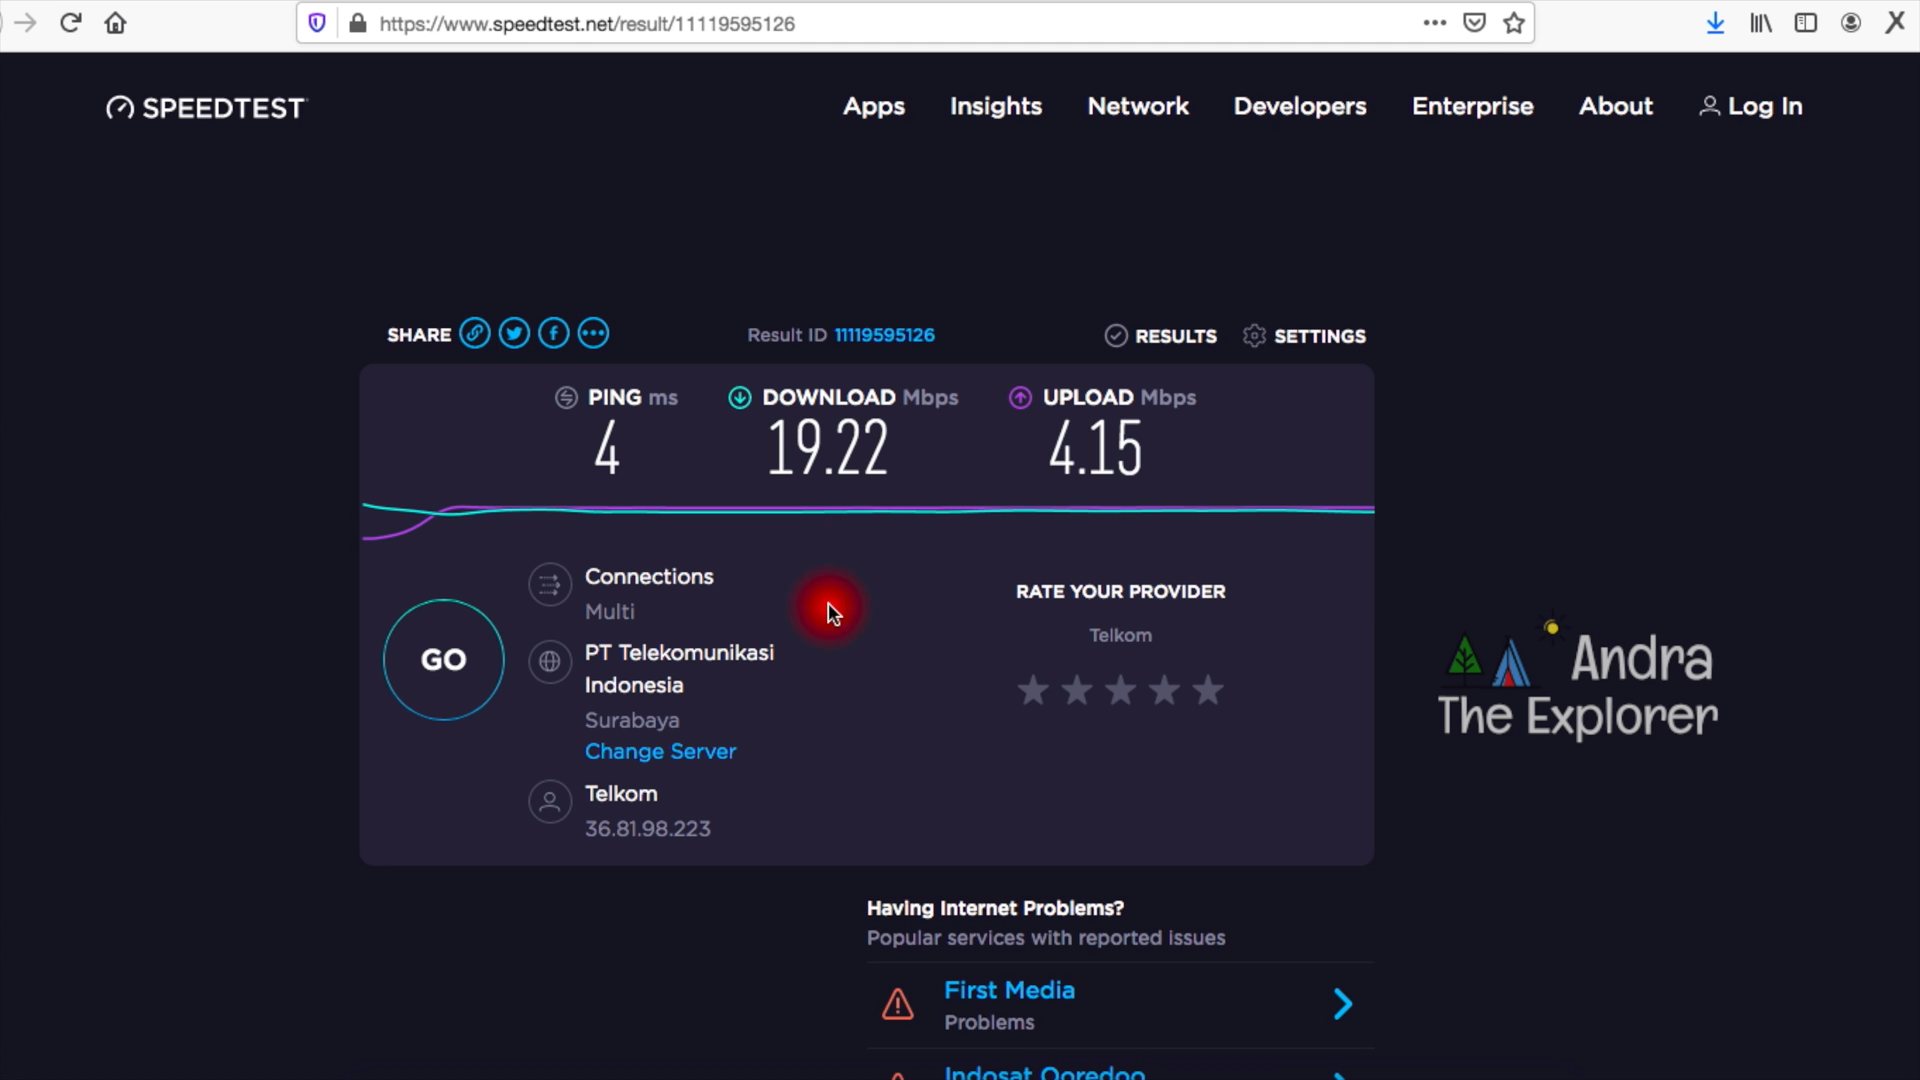 https://www.speedtest.net/result/11119595126
SPEEDTEST
Apps Insights Network Developers Enterprise About Log In
SHARE
Result ID 11119595126
RESULTS SETTINGS
PING ms DOWNLOAD Mbps UPLOAD Mbps
4 19.22 4.15
Connections
Multi
GO
PT Telekomunikasi
Indonesia
Surabaya
Change Server
Telkom
36.81.98.223
RATE YOUR PROVIDER
Telkom
Andra
The Explorer
Having Internet Problems?
Popular services with reported issues
First Media
Problems
Indosat Ooredoo